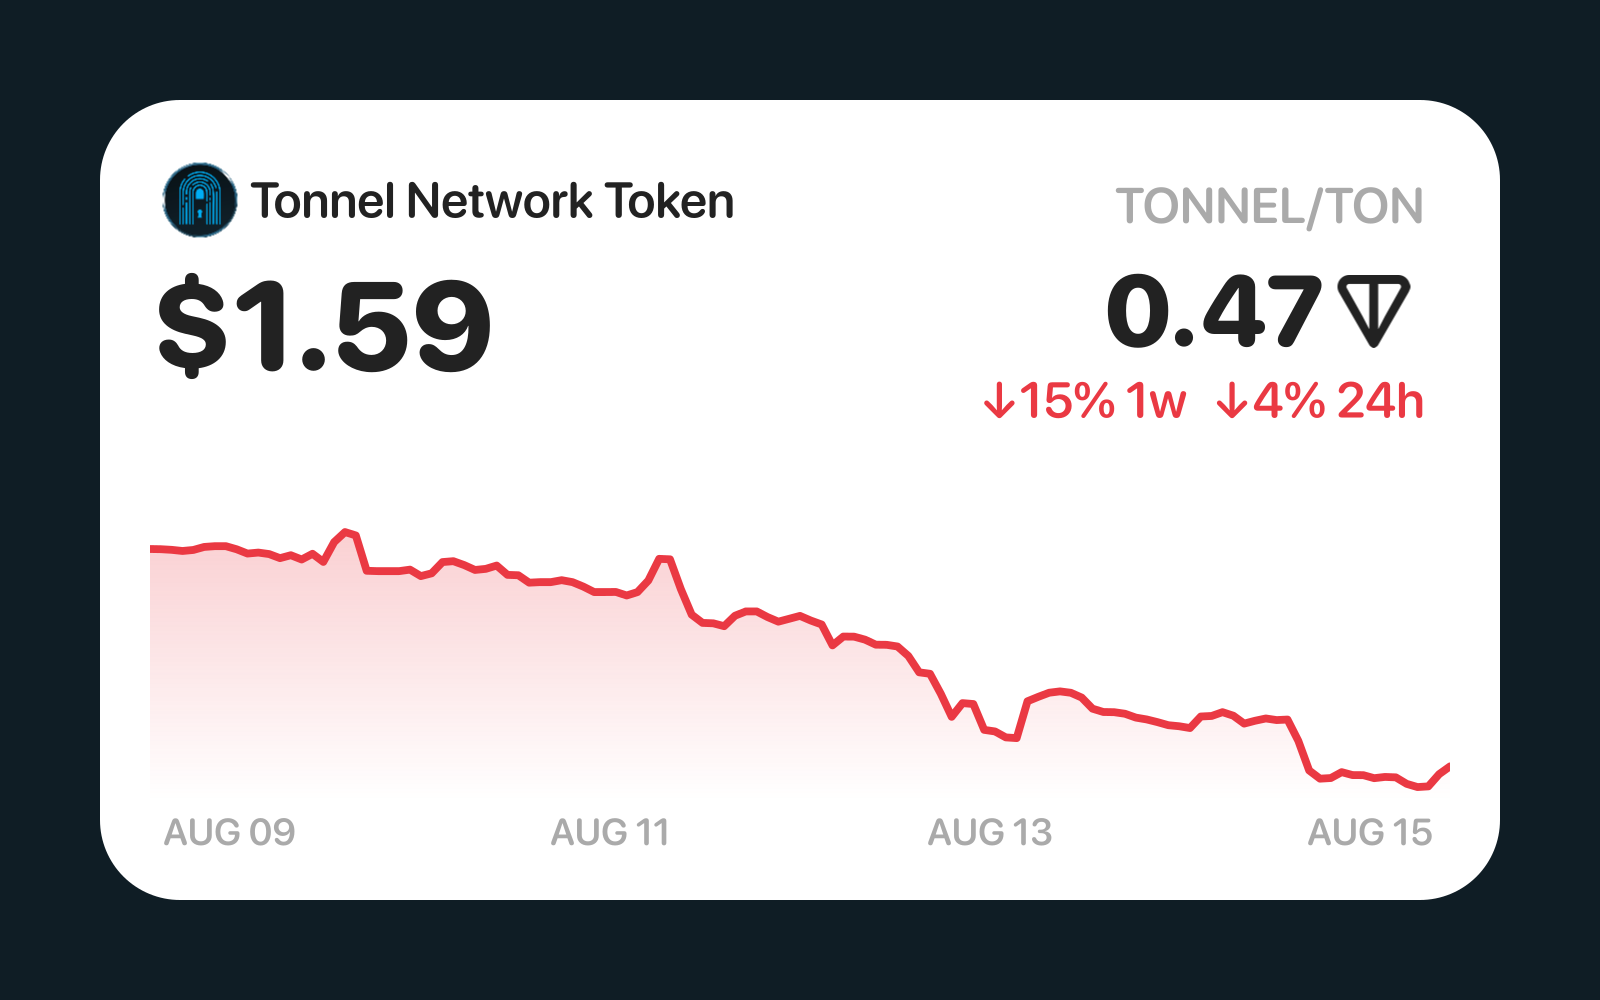 Tonnel Network Token
TONNEL/TON
$1.59
0.47
↓15% 1w ↓4% 24h
AUG 09
AUG 11
AUG 13
AUG 15